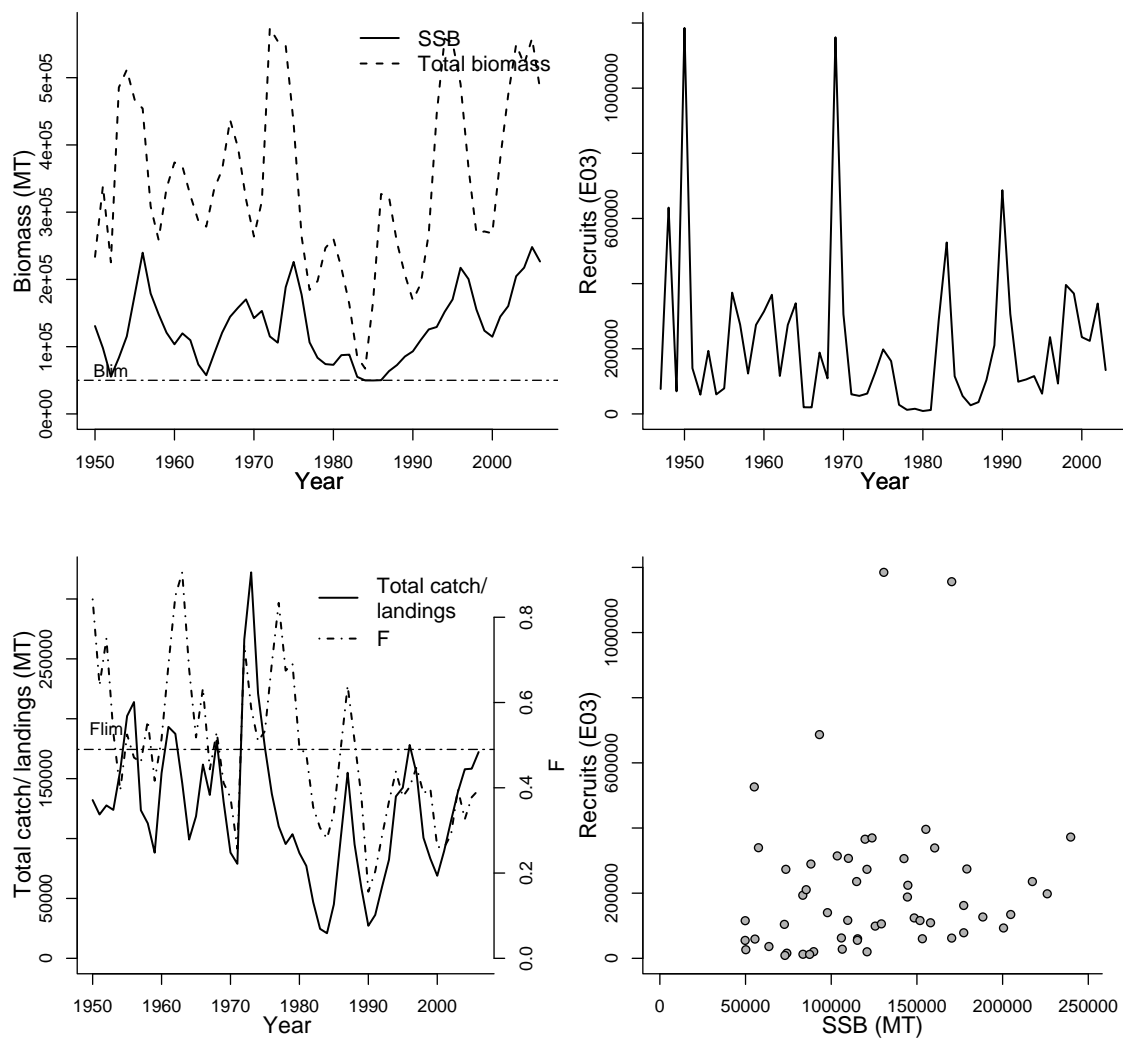 SSB
Total biomass
Biomass (MT)
0e+00 1e+05 2e+05 3e+05 4e+05 5e+05
Blim
1950 1960 1970 1980 1990 2000
Year
Recruits (E03)
0 200000 600000 1000000
1950 1960 1970 1980 1990 2000
Year
Total catch/
landings
F
Total catch/ landings (MT)
0 50000 150000 250000
Flim
0.0 0.2 0.4 0.6 0.8
F
1950 1960 1970 1980 1990 2000
Year
Recruits (E03)
0 200000 600000 1000000
0 50000 100000 150000 200000 250000
SSB (MT)